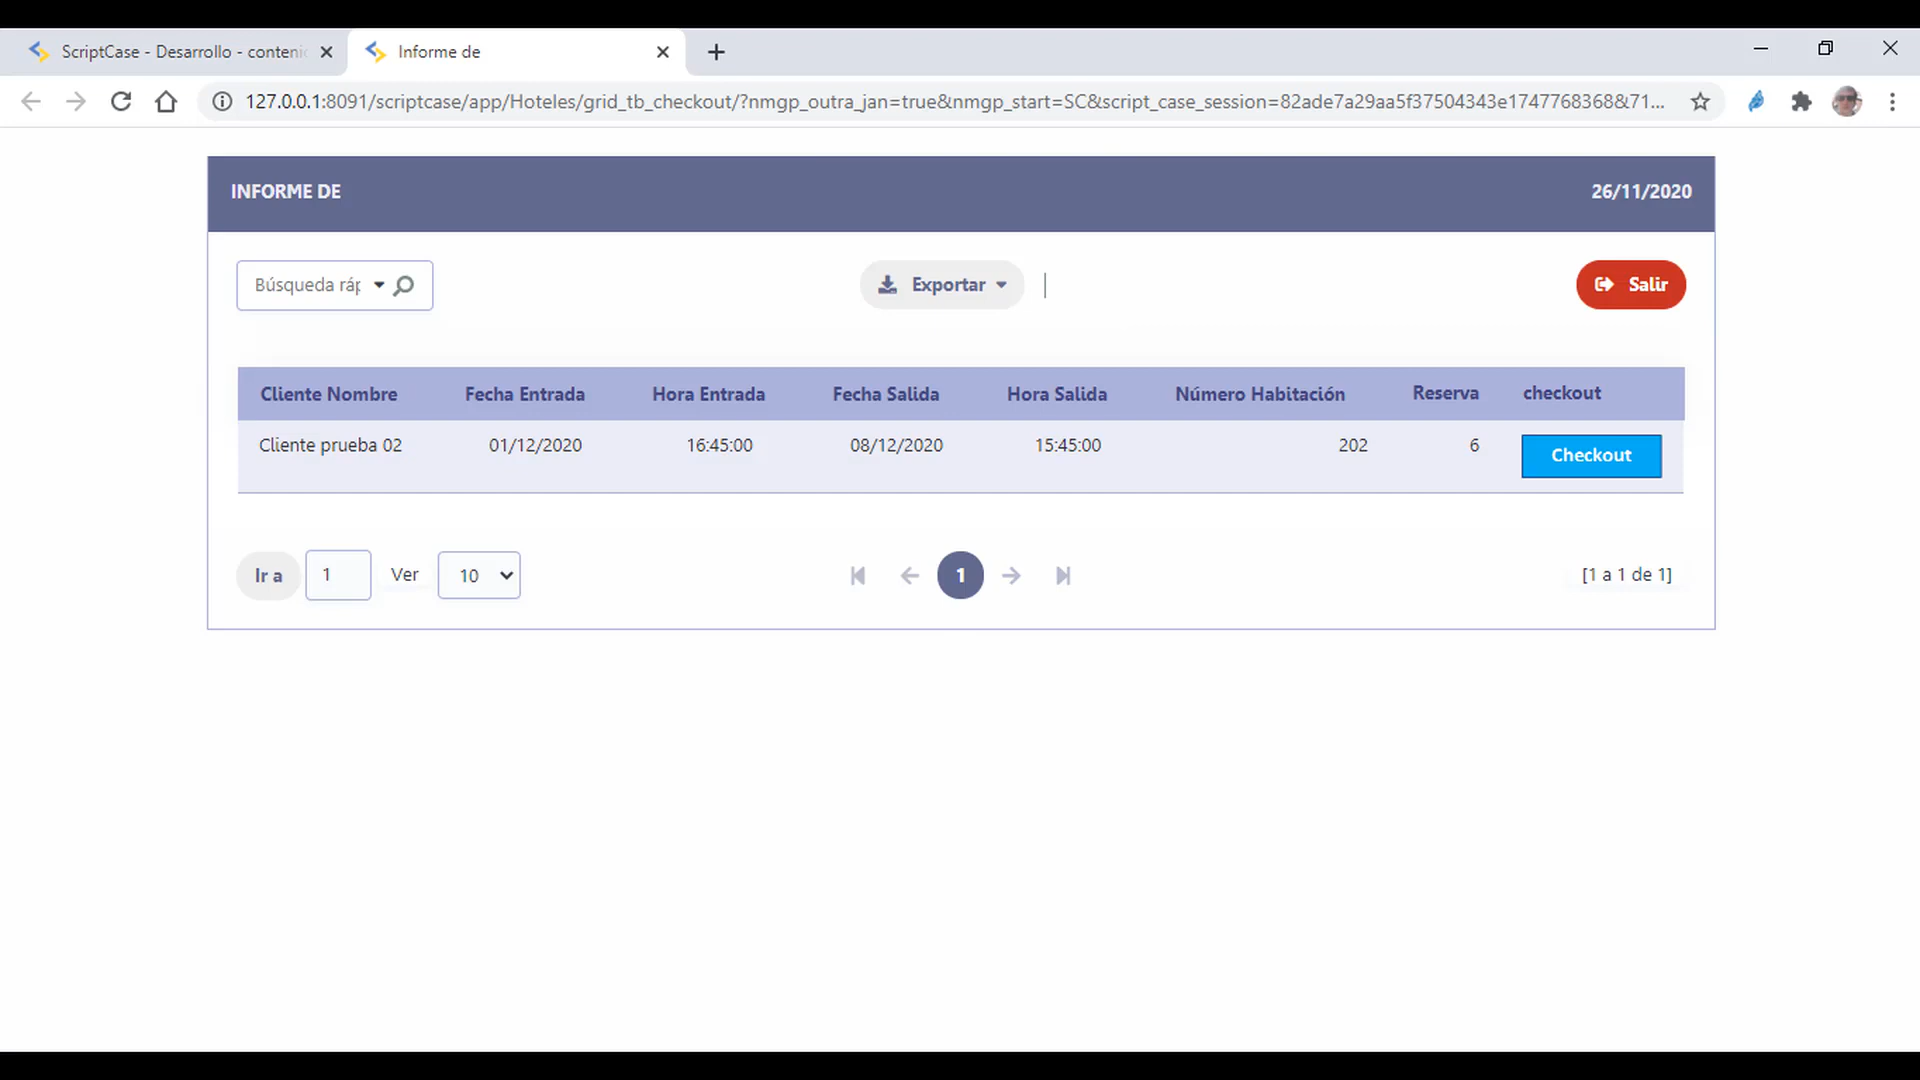 ScriptCase - Desarrollo - conteni
Informe de
127.0.0.1:8091/scriptcase/app/Hoteles/grid_tb_checkout/?nmgp_outra_jan=true&nmgp_start=SC&script_case_session=82ade7a29aa5f37504343e1747768368&71...
INFORME DE 26/11/2020
Búsqueda ráp Exportar Salir
Cliente Nombre Fecha Entrada Hora Entrada Fecha Salida Hora Salida Número Habitación Reserva checkout
Cliente prueba 02 01/12/2020 16:45:00 08/12/2020 15:45:00 202 6 Checkout
Ir a 1 Ver 10 1 [1 a 1 de 1]